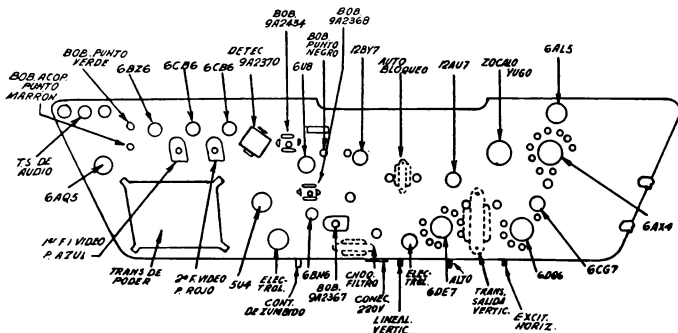 BOB.
9A2434
BOB.
9A2368
BOB. PUNTO
VERDE
6BZ6
6CB6
6CB6
DETEC
9A2370
6U8
BOB.
PUNTO
NEGRO
12BY7
AUTO
BLOQUEO
12AU7
ZOCALO
YUGO
6AL5
BOB. ACOP.
PUNTO
MARRON
T.S. DE
AUDIO
6AQ5
1ª F.I VIDEO
P. AZUL
TRANS DE
PODER
2ª F. VIDEO
P. ROJO
5U4
ELEC-
TROL.
CONT.
DE ZUMBIDO
6BN6
BOB.
9A2367
CHOQ.
FILTRO
CONEC.
220V
LINEAL.
VERTIC
ELEC-
TROL.
6DE7
ALTO
TRANS.
SALIDA
VERTIC.
EXCIT.
HORIZ.
6DQ6
6CG7
6AX4